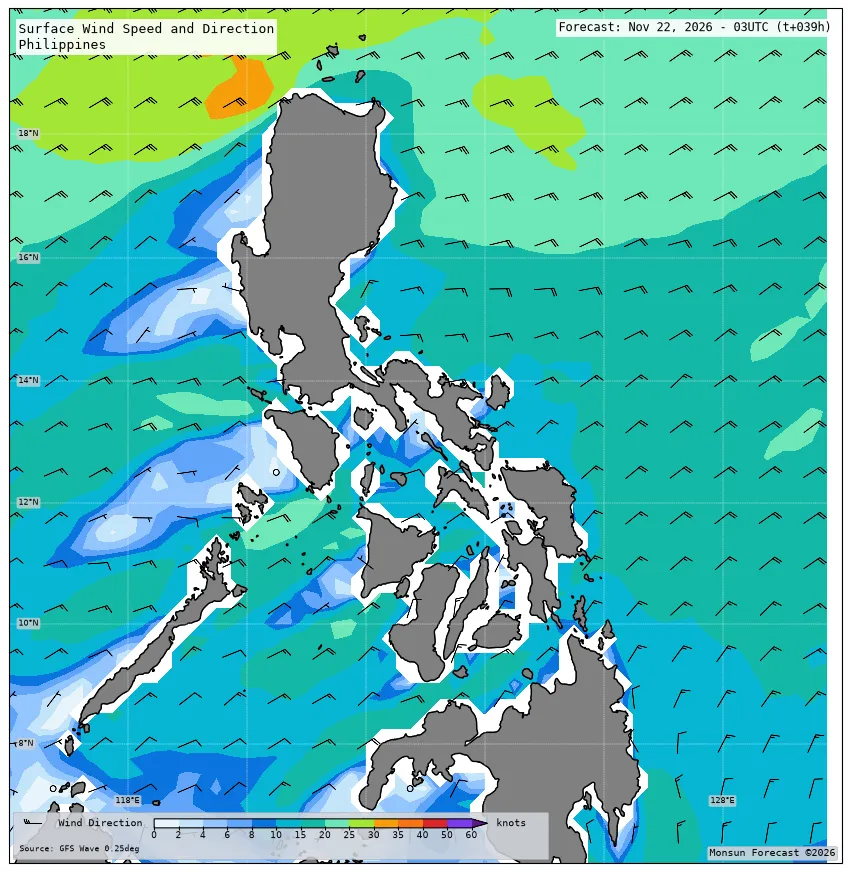 Surface Wind Speed and Direction
Philippines
Forecast: Nov 22, 2026 - 03UTC (t+039h)
18°N
16°N
14°N
12°N
10°N
8°N
118°E
128°E
Wind Direction
0 2 4 6 8 10 15 20 25 30 35 40 50 60
knots
Source: GFS Wave 0.25deg
Monsun Forecast ©2026